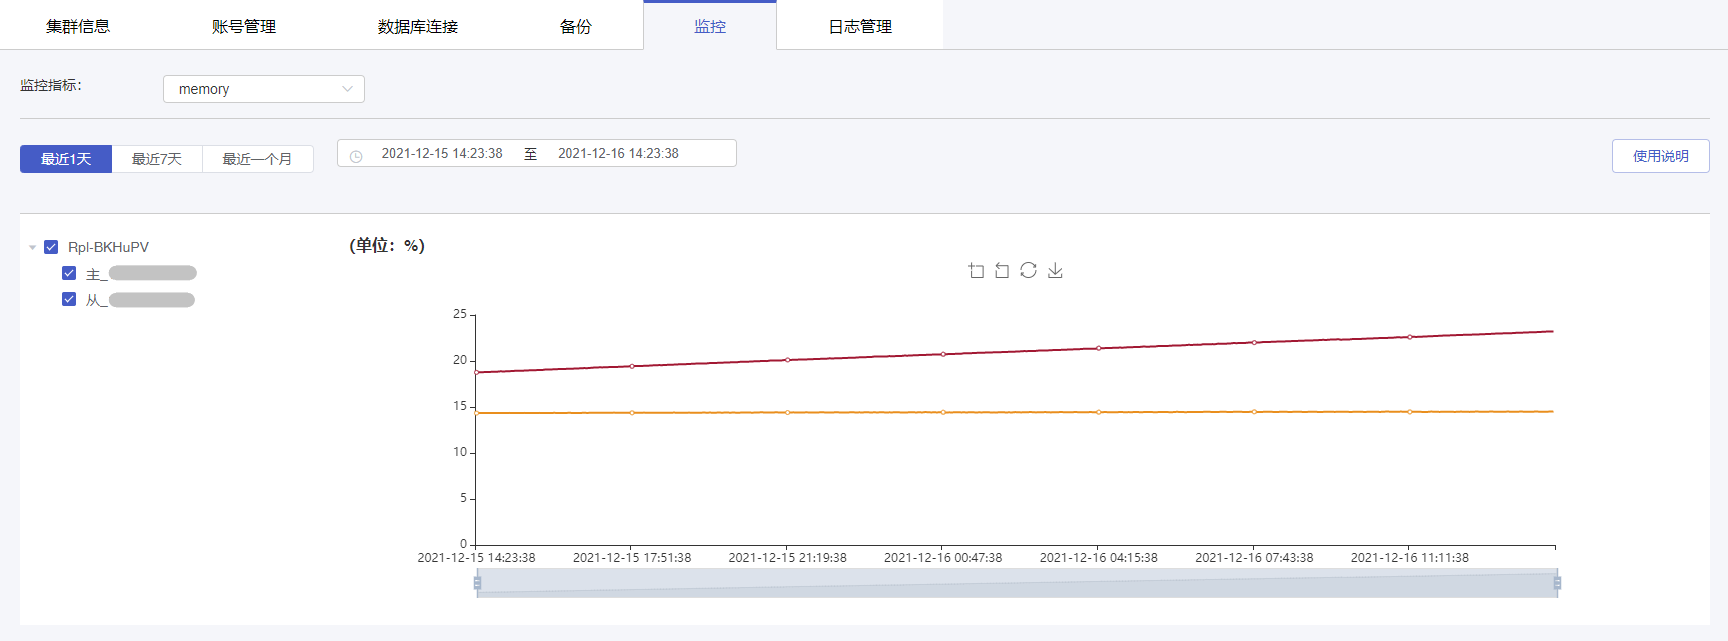 集群信息 账号管理 数据库连接 备份 监控 日志管理
监控指标： memory
最近1天 最近7天 最近一个月 2021-12-15 14:23:38 至 2021-12-16 14:23:38 使用说明
Rpl-BKHuPV
主_
从_
(单位：%)
25
20
15
10
5
0
2021-12-15 14:23:38 2021-12-15 17:51:38 2021-12-15 21:19:38 2021-12-16 00:47:38 2021-12-16 04:15:38 2021-12-16 07:43:38 2021-12-16 11:11:38